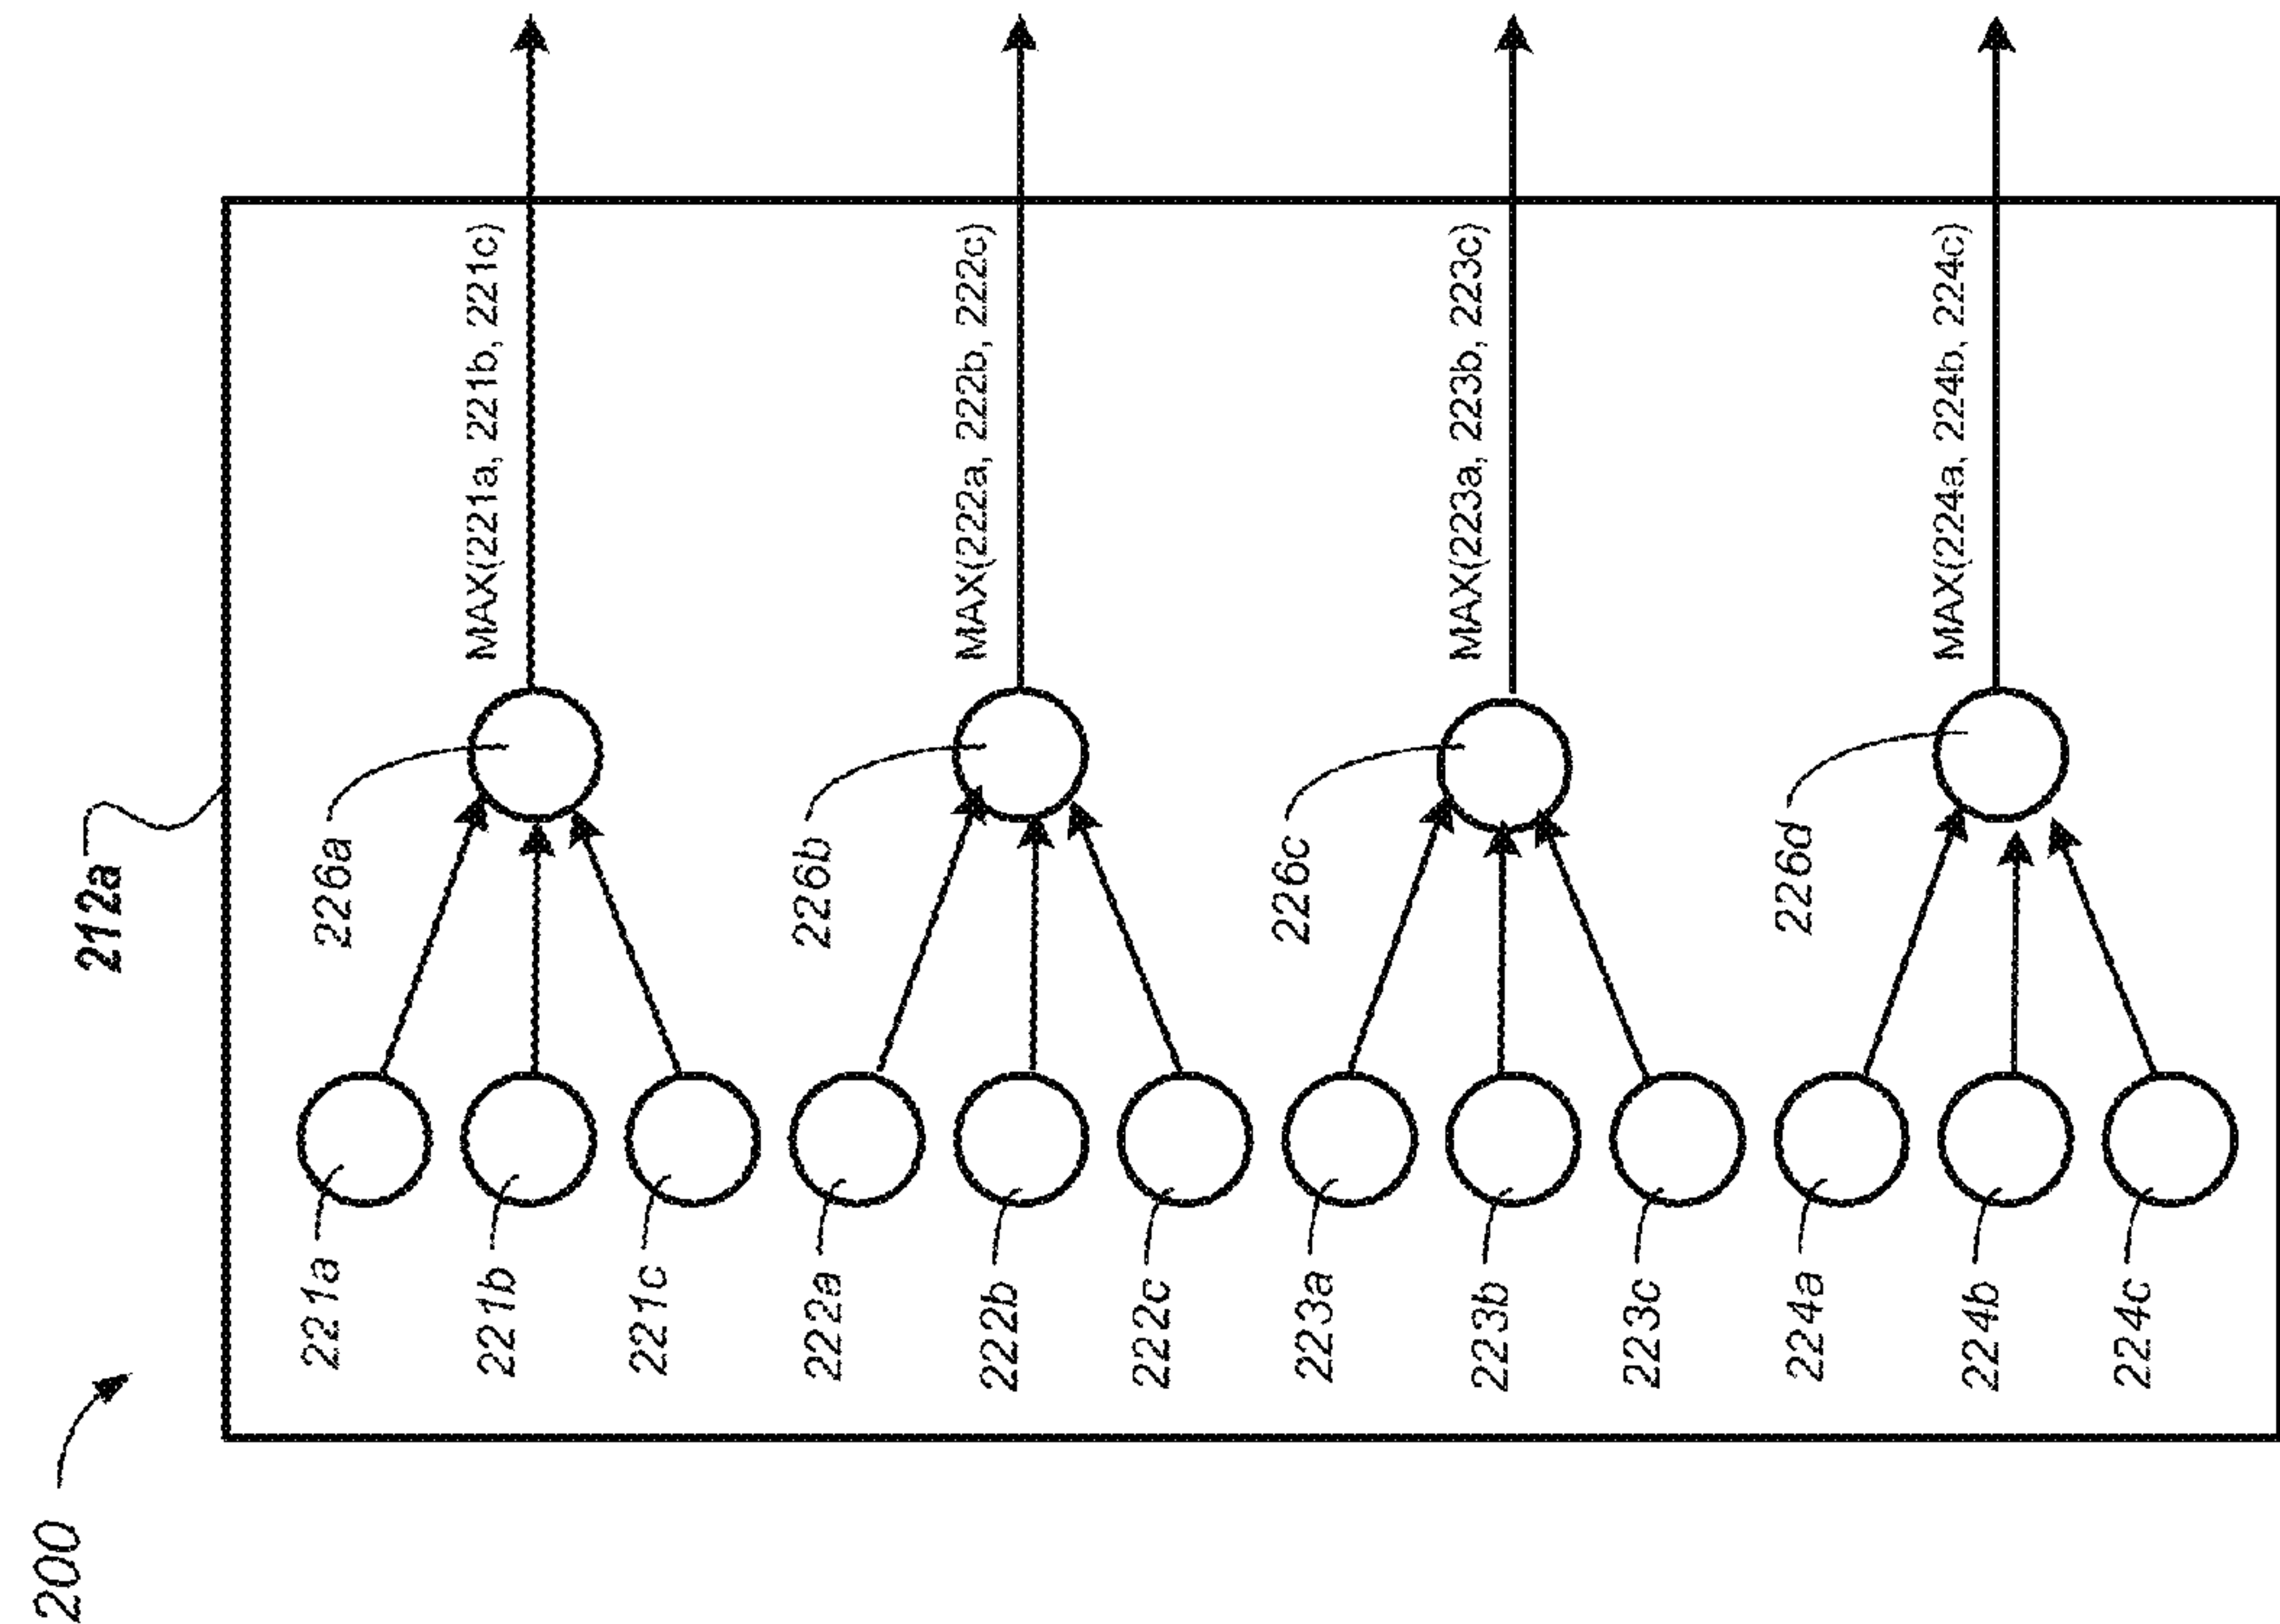 200
212a
221a
221b
221c
226a
MAX(221a, 221b, 221c)
222a
222b
222c
226b
MAX(222a, 222b, 222c)
223a
223b
223c
226c
MAX(223a, 223b, 223c)
224a
224b
224c
226d
MAX(224a, 224b, 224c)